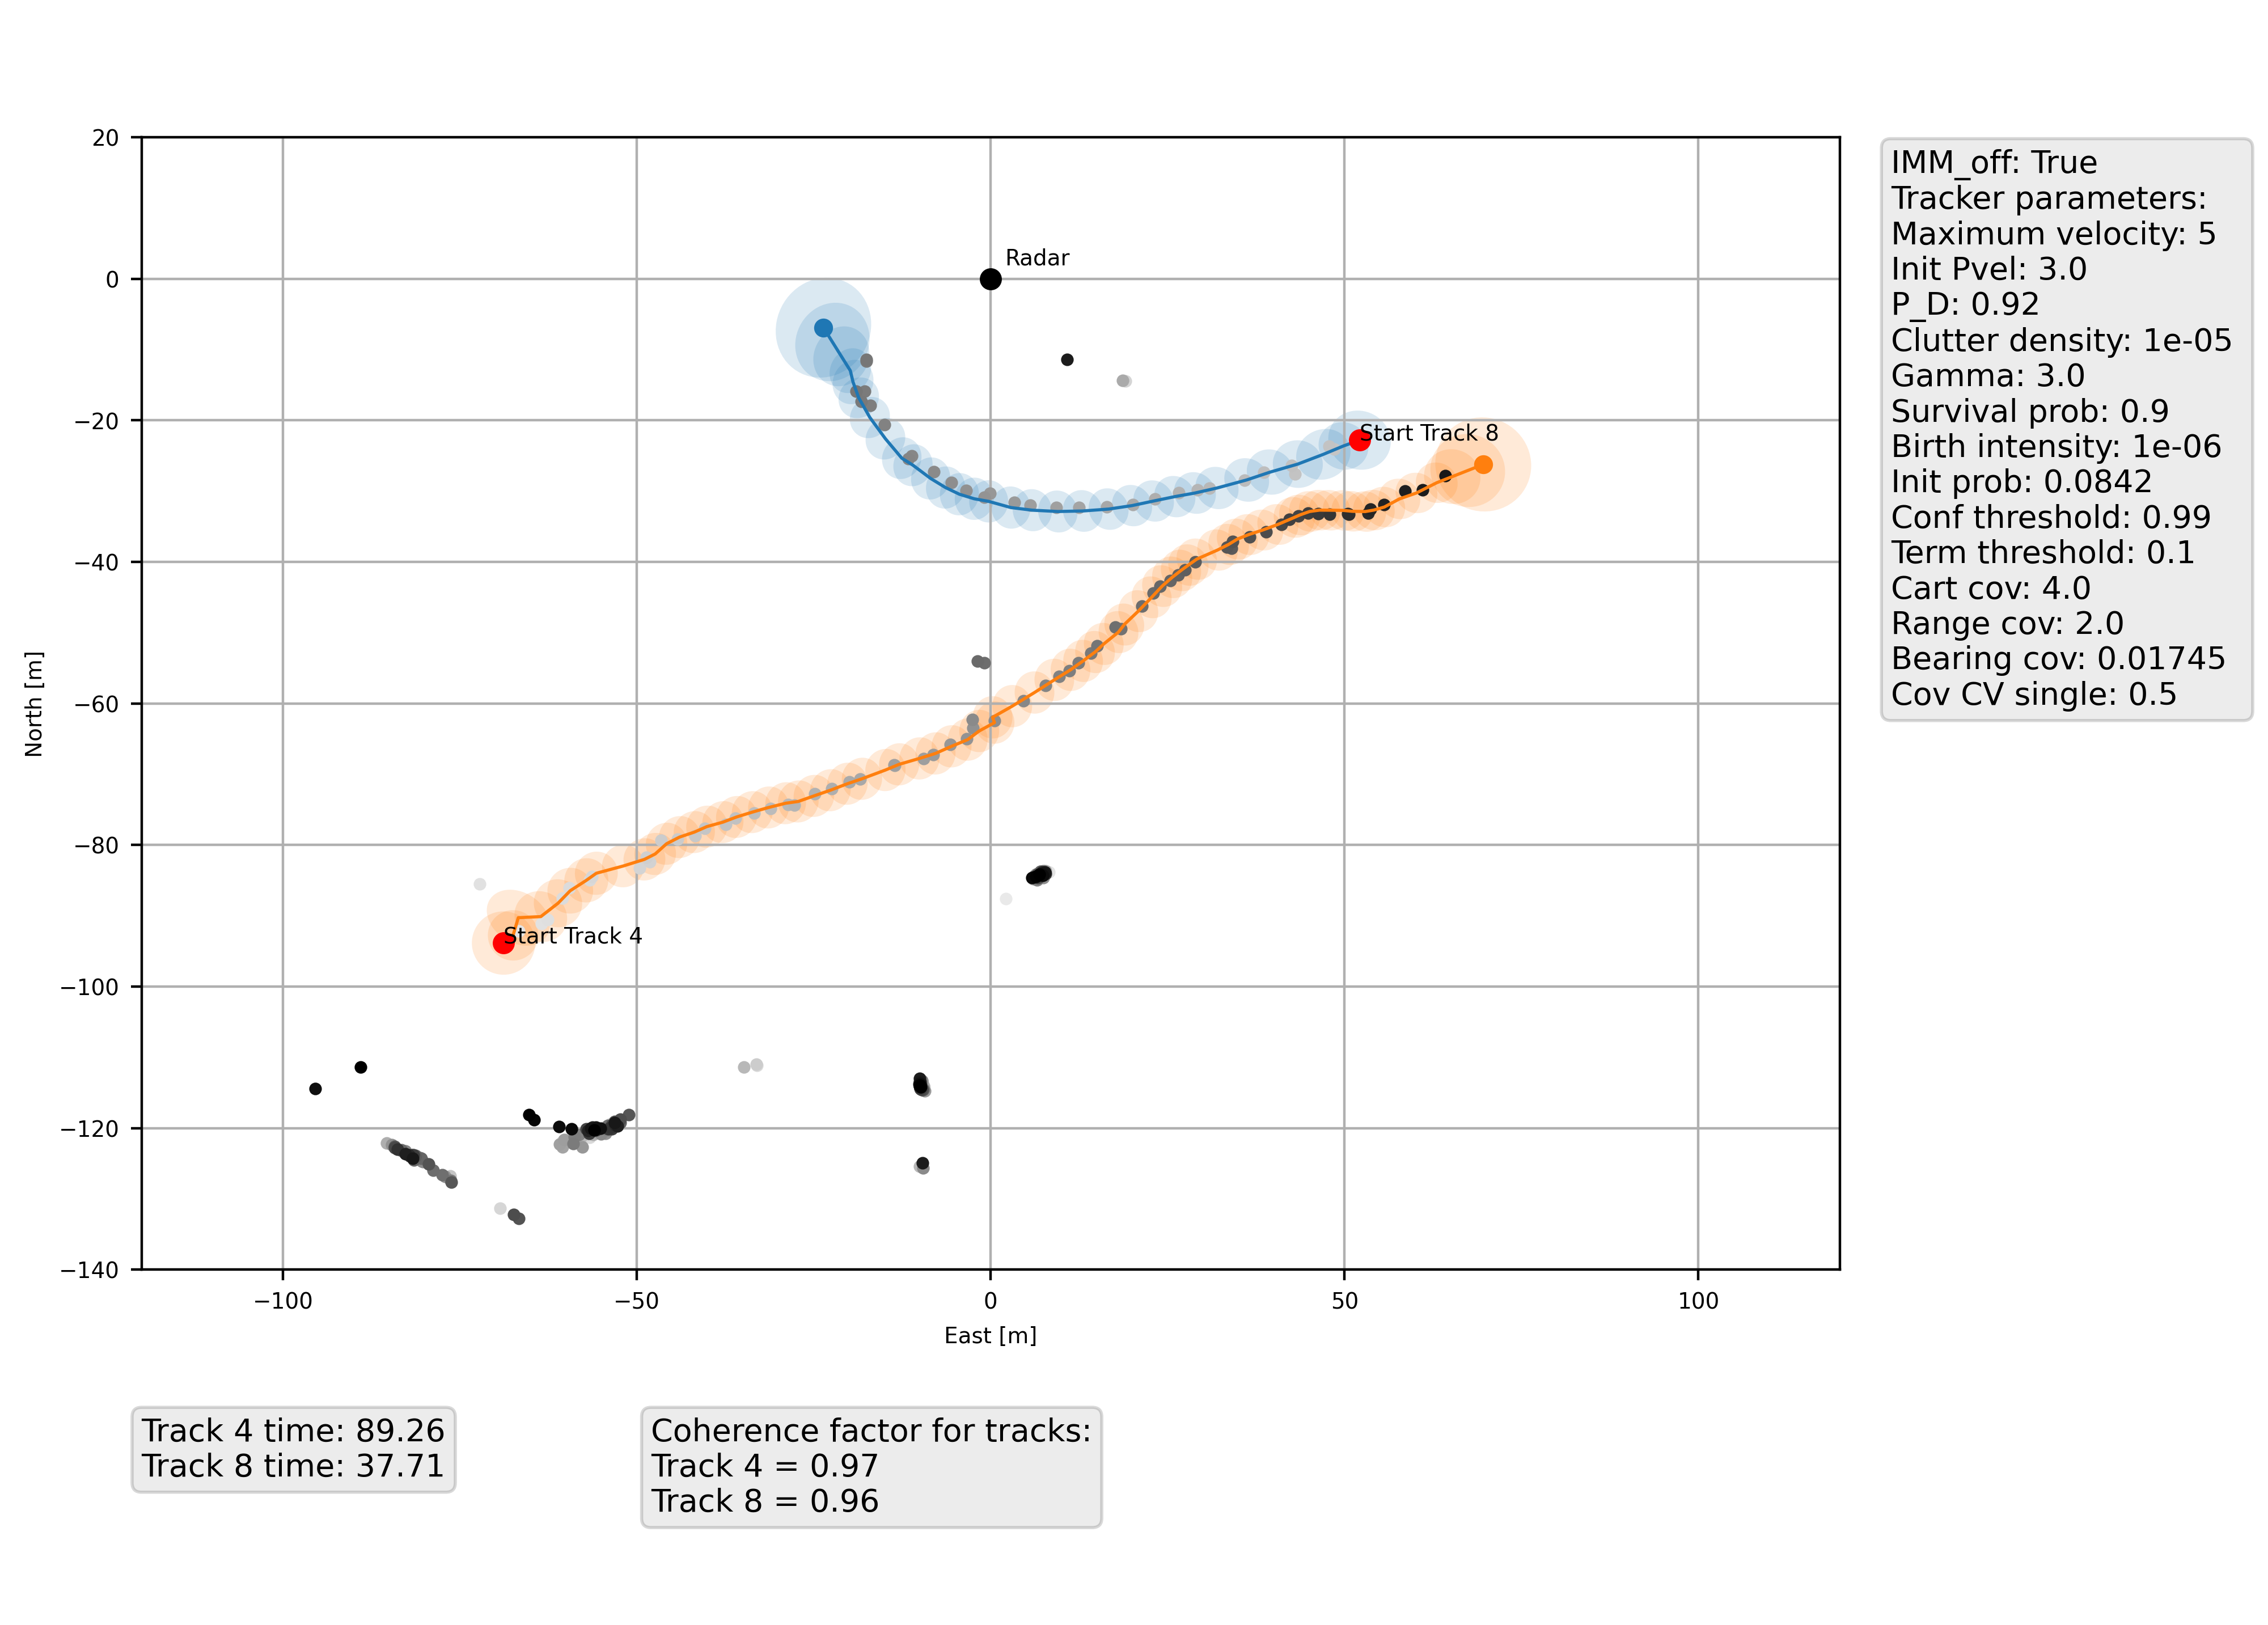 20
0
−20
−40
−60
−80
−100
−120
−140
North [m]
−100
−50
0
50
100
East [m]
Radar
Start Track 8
Start Track 4
IMM_off: True
Tracker parameters:
Maximum velocity: 5
Init Pvel: 3.0
P_D: 0.92
Clutter density: 1e-05
Gamma: 3.0
Survival prob: 0.9
Birth intensity: 1e-06
Init prob: 0.0842
Conf threshold: 0.99
Term threshold: 0.1
Cart cov: 4.0
Range cov: 2.0
Bearing cov: 0.01745
Cov CV single: 0.5
Track 4 time: 89.26
Track 8 time: 37.71
Coherence factor for tracks:
Track 4 = 0.97
Track 8 = 0.96